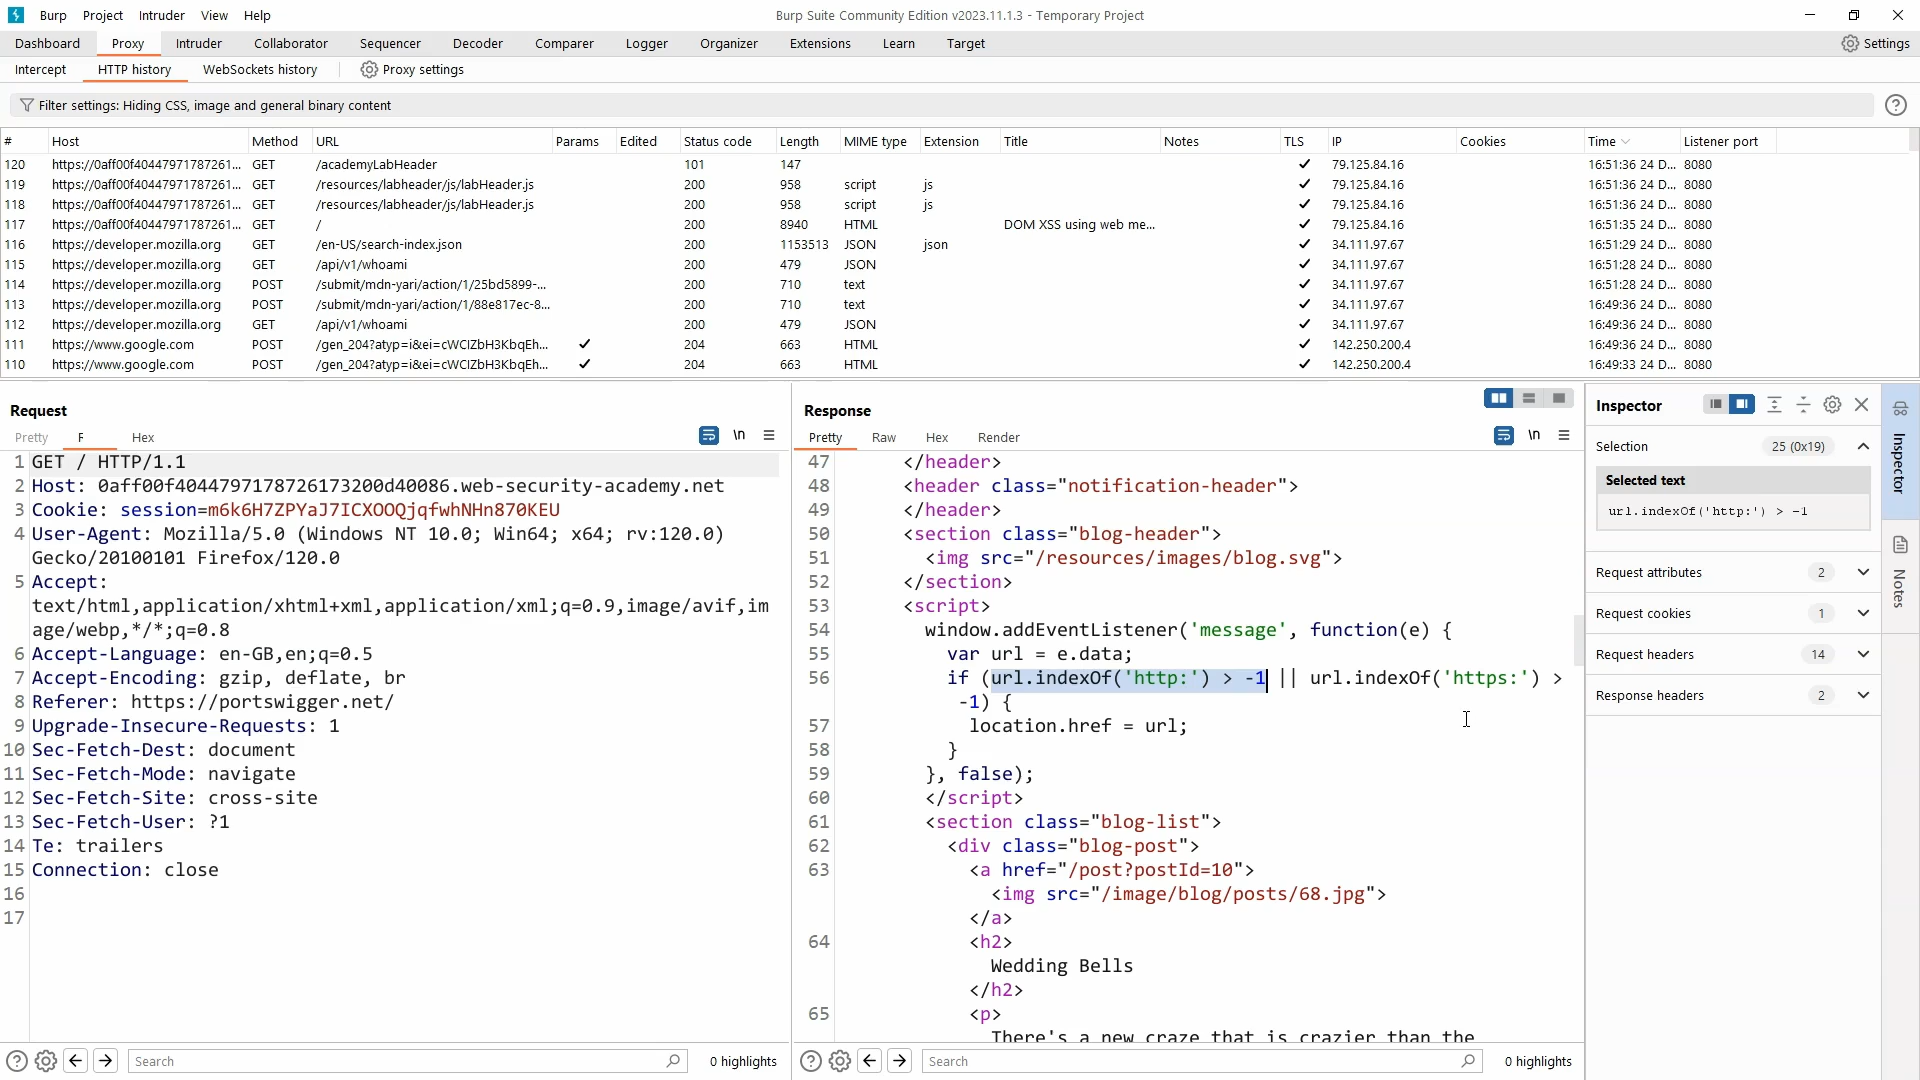 Burp Project Intruder View Help
Burp Suite Community Edition v2023.11.1.3 - Temporary Project
Dashboard Proxy Intruder Collaborator Sequencer Decoder Comparer Logger Organizer Extensions Learn Target Settings
Intercept HTTP history WebSockets history Proxy settings
Filter settings: Hiding CSS, image and general binary content
# Host Method URL Params Edited Status code Length MIME type Extension Title Notes TLS IP Cookies Time Listener port
120 https://0aff00f40447971787261... GET /academyLabHeader 101 147 ✓ 79.125.84.16 16:51:36 24 D... 8080
119 https://0aff00f40447971787261... GET /resources/labheader/js/labHeader.js 200 958 script js ✓ 79.125.84.16 16:51:36 24 D... 8080
118 https://0aff00f40447971787261... GET /resources/labheader/js/labHeader.js 200 958 script js ✓ 79.125.84.16 16:51:36 24 D... 8080
117 https://0aff00f40447971787261... GET / 200 8940 HTML DOM XSS using web me... ✓ 79.125.84.16 16:51:35 24 D... 8080
116 https://developer.mozilla.org GET /en-US/search-index.json 200 1153513 JSON json ✓ 34.111.97.67 16:51:29 24 D... 8080
115 https://developer.mozilla.org GET /api/v1/whoami 200 479 JSON ✓ 34.111.97.67 16:51:28 24 D... 8080
114 https://developer.mozilla.org POST /submit/mdn-yari/action/1/25bd5899-... 200 710 text ✓ 34.111.97.67 16:51:28 24 D... 8080
113 https://developer.mozilla.org POST /submit/mdn-yari/action/1/88e817ec-8... 200 710 text ✓ 34.111.97.67 16:49:36 24 D... 8080
112 https://developer.mozilla.org GET /api/v1/whoami 200 479 JSON ✓ 34.111.97.67 16:49:36 24 D... 8080
111 https://www.google.com POST /gen_204?atyp=i&ei=cWCIZbH3KbqEh... ✓ 204 663 HTML ✓ 142.250.200.4 16:49:36 24 D... 8080
110 https://www.google.com POST /gen_204?atyp=i&ei=cWCIZbH3KbqEh... ✓ 204 663 HTML ✓ 142.250.200.4 16:49:33 24 D... 8080
Request
Pretty F Hex \n
1 GET / HTTP/1.1
2 Host: 0aff00f4044797178726173200d40086.web-security-academy.net
3 Cookie: session=m6k6H7ZPYaJ7ICXOOQjqfwhNHn870KEU
4 User-Agent: Mozilla/5.0 (Windows NT 10.0; Win64; x64; rv:120.0)
Gecko/20100101 Firefox/120.0
5 Accept:
text/html,application/xhtml+xml,application/xml;q=0.9,image/avif,im
age/webp,*/*;q=0.8
6 Accept-Language: en-GB,en;q=0.5
7 Accept-Encoding: gzip, deflate, br
8 Referer: https://portswigger.net/
9 Upgrade-Insecure-Requests: 1
10 Sec-Fetch-Dest: document
11 Sec-Fetch-Mode: navigate
12 Sec-Fetch-Site: cross-site
13 Sec-Fetch-User: ?1
14 Te: trailers
15 Connection: close
16
17
Search 0 highlights
Response
Pretty Raw Hex Render \n
47 </header>
48 <header class="notification-header">
49 </header>
50 <section class="blog-header">
51 <img src="/resources/images/blog.svg">
52 </section>
53 <script>
54 window.addEventListener('message', function(e) {
55 var url = e.data;
56 if (url.indexOf('http:') > -1 || url.indexOf('https:') >
-1) {
57 location.href = url;
58 }
59 }, false);
60 </script>
61 <section class="blog-list">
62 <div class="blog-post">
63 <a href="/post?postId=10">
<img src="/image/blog/posts/68.jpg">
</a>
64 <h2>
Wedding Bells
</h2>
65 <p>
There's a new craze that is crazier than the
Search 0 highlights
Inspector
Selection 25 (0x19)
Selected text
url.indexOf('http:') > -1
Request attributes 2
Request cookies 1
Request headers 14
Response headers 2
Inspector
Notes